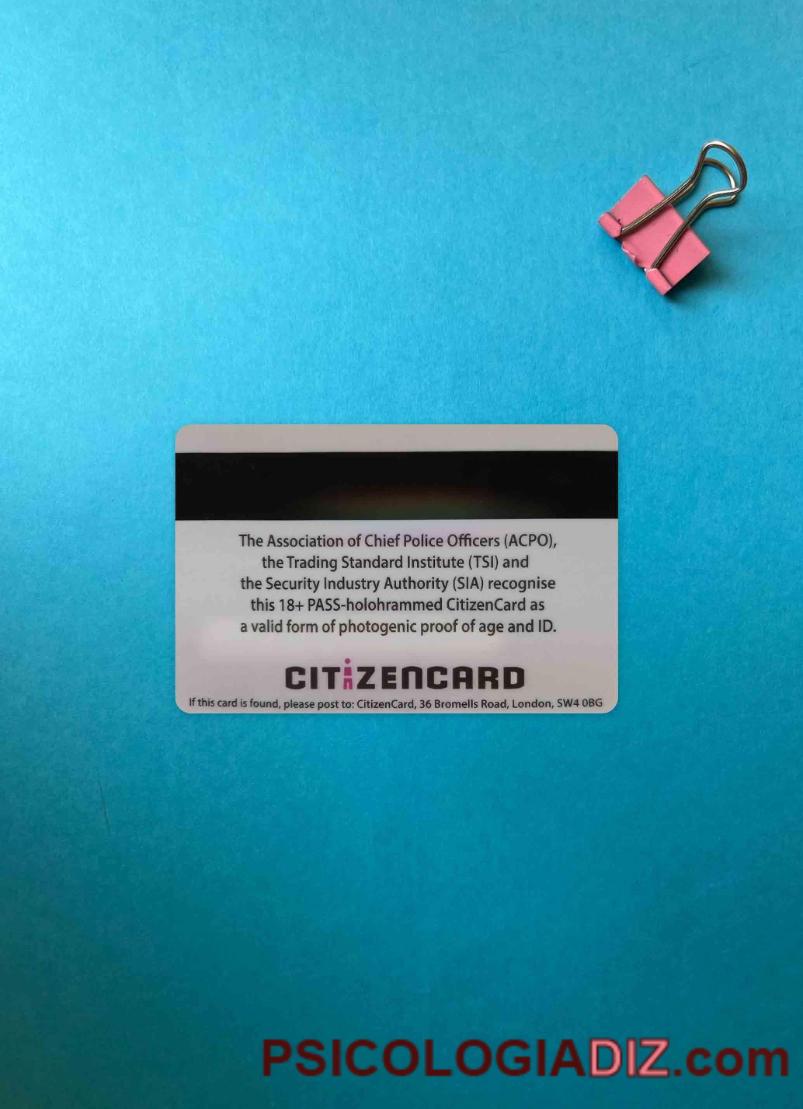 The Association of Chief Police Officers (ACPO),
the Trading Standard Institute (TSI) and
the Security Industry Authority (SIA) recognise
this 18+ PASS-holohrammed CitizenCard as
a valid form of photogenic proof of age and ID.
CITIZENCARD
If this card is found, please post to: CitizenCard, 36 Bromells Road, London, SW4 0BG
PSICOLOGIADIZ.com